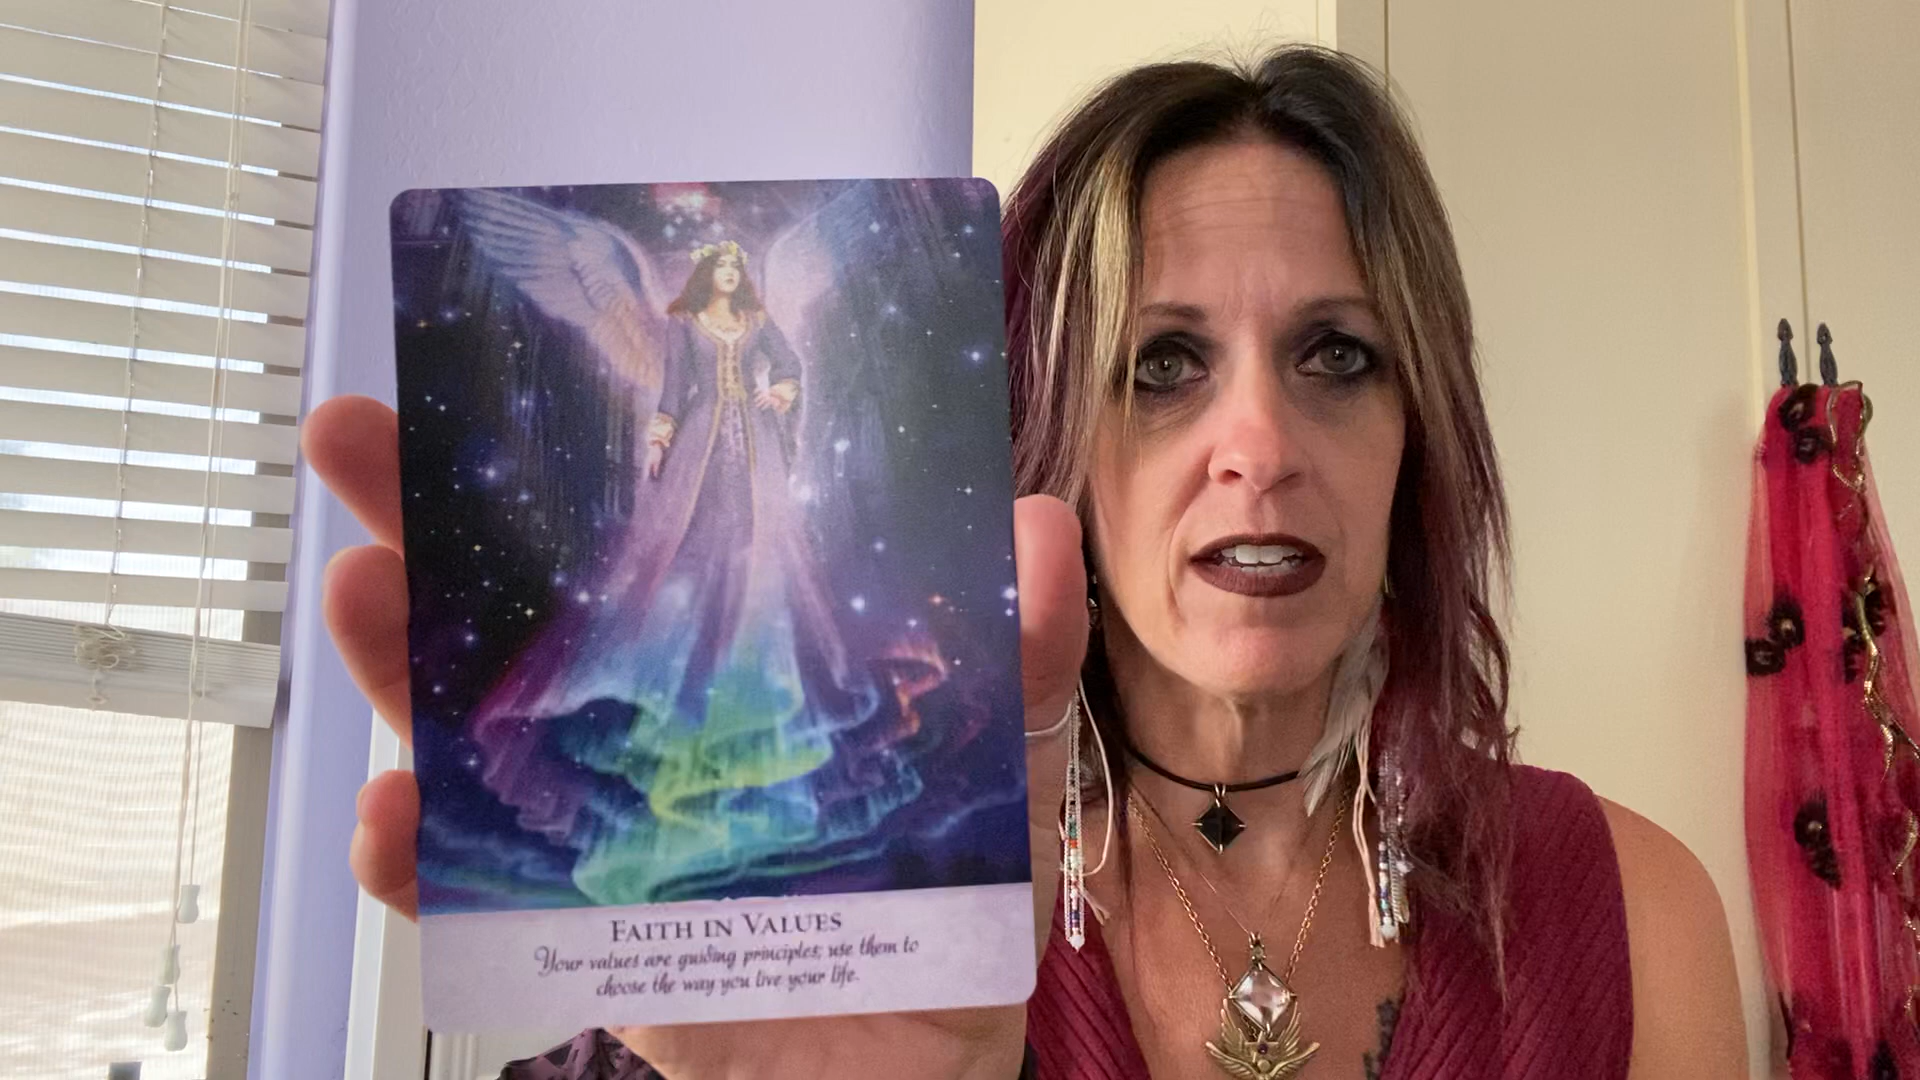 FAITH IN VALUES
Your values are guiding principles; use them to
choose the way you live your life.